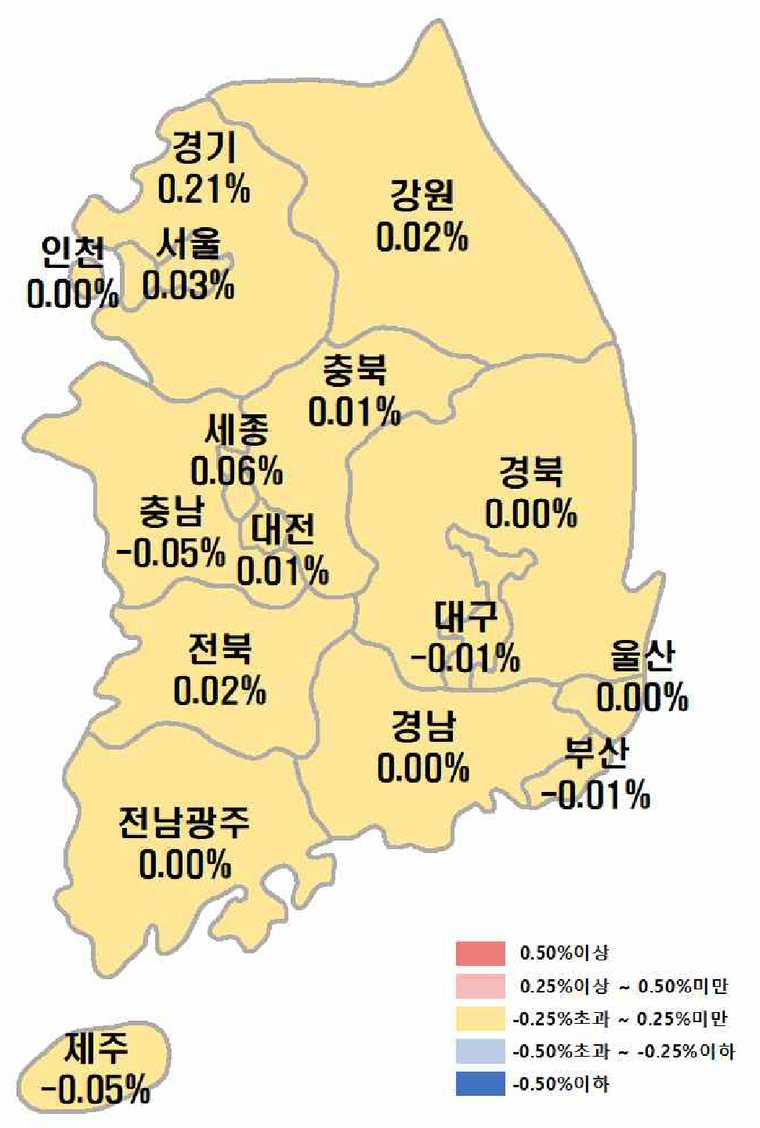 경기
0.21%
강원
0.02%
인천
0.00%
서울
0.03%
충북
0.01%
세종
0.06%
경북
0.00%
충남
-0.05%
대전
0.01%
대구
-0.01%
전북
0.02%
울산
0.00%
경남
0.00%
부산
-0.01%
전남광주
0.00%
제주
-0.05%
0.50%이상
0.25%이상 ~ 0.50%미만
-0.25%초과 ~ 0.25%미만
-0.50%초과 ~ -0.25%이하
-0.50%이하